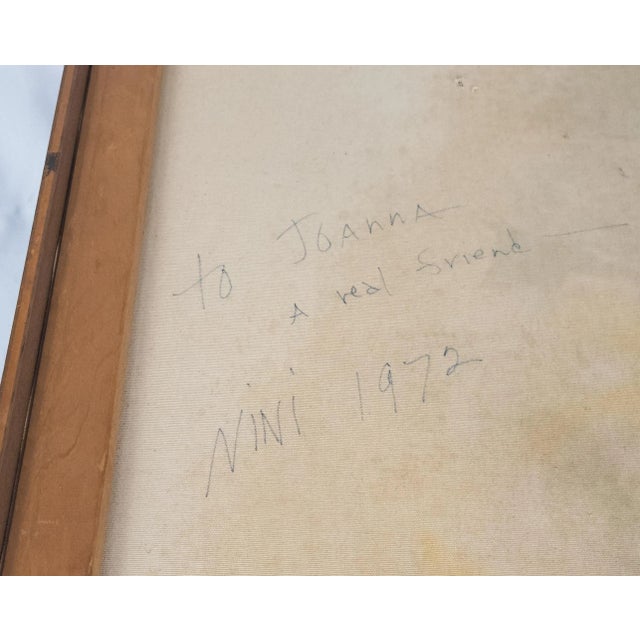 to JOANNA
A real friend
NiNi 1972